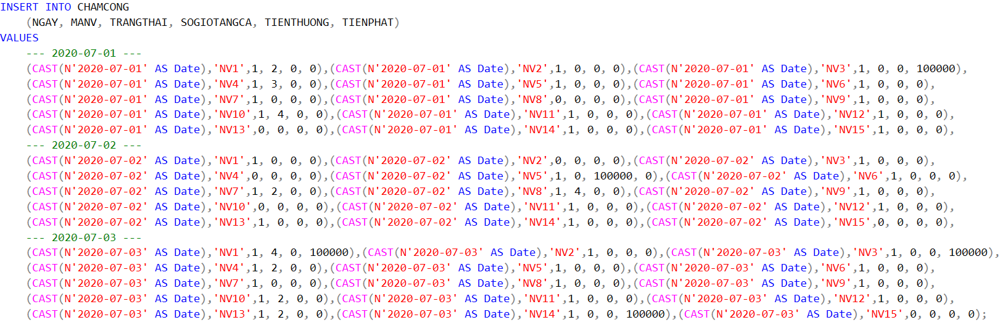 INSERT INTO CHAMCONG
(NGAY, MANV, TRANGTHAI, SOGIOTANGCA, TIENTHUONG, TIENPHAT)
VALUES
--- 2020-07-01 ---
(CAST(N'2020-07-01' AS Date),'NV1',1, 2, 0, 0),(CAST(N'2020-07-01' AS Date),'NV2',1, 0, 0, 0),(CAST(N'2020-07-01' AS Date),'NV3',1, 0, 0, 100000),
(CAST(N'2020-07-01' AS Date),'NV4',1, 3, 0, 0),(CAST(N'2020-07-01' AS Date),'NV5',1, 0, 0, 0),(CAST(N'2020-07-01' AS Date),'NV6',1, 0, 0, 0),
(CAST(N'2020-07-01' AS Date),'NV7',1, 0, 0, 0),(CAST(N'2020-07-01' AS Date),'NV8',0, 0, 0, 0),(CAST(N'2020-07-01' AS Date),'NV9',1, 0, 0, 0),
(CAST(N'2020-07-01' AS Date),'NV10',1, 4, 0, 0),(CAST(N'2020-07-01' AS Date),'NV11',1, 0, 0, 0),(CAST(N'2020-07-01' AS Date),'NV12',1, 0, 0, 0),
(CAST(N'2020-07-01' AS Date),'NV13',0, 0, 0, 0),(CAST(N'2020-07-01' AS Date),'NV14',1, 0, 0, 0),(CAST(N'2020-07-01' AS Date),'NV15',1, 0, 0, 0),
--- 2020-07-02 ---
(CAST(N'2020-07-02' AS Date),'NV1',1, 0, 0, 0),(CAST(N'2020-07-02' AS Date),'NV2',0, 0, 0, 0),(CAST(N'2020-07-02' AS Date),'NV3',1, 0, 0, 0),
(CAST(N'2020-07-02' AS Date),'NV4',0, 0, 0, 0),(CAST(N'2020-07-02' AS Date),'NV5',1, 0, 100000, 0),(CAST(N'2020-07-02' AS Date),'NV6',1, 0, 0, 0),
(CAST(N'2020-07-02' AS Date),'NV7',1, 2, 0, 0),(CAST(N'2020-07-02' AS Date),'NV8',1, 4, 0, 0),(CAST(N'2020-07-02' AS Date),'NV9',1, 0, 0, 0),
(CAST(N'2020-07-02' AS Date),'NV10',0, 0, 0, 0),(CAST(N'2020-07-02' AS Date),'NV11',1, 0, 0, 0),(CAST(N'2020-07-02' AS Date),'NV12',1, 0, 0, 0),
(CAST(N'2020-07-02' AS Date),'NV13',1, 0, 0, 0),(CAST(N'2020-07-02' AS Date),'NV14',1, 0, 0, 0),(CAST(N'2020-07-02' AS Date),'NV15',0, 0, 0, 0),
--- 2020-07-03 ---
(CAST(N'2020-07-03' AS Date),'NV1',1, 4, 0, 100000),(CAST(N'2020-07-03' AS Date),'NV2',1, 0, 0, 0),(CAST(N'2020-07-03' AS Date),'NV3',1, 0, 0, 100000),
(CAST(N'2020-07-03' AS Date),'NV4',1, 2, 0, 0),(CAST(N'2020-07-03' AS Date),'NV5',1, 0, 0, 0),(CAST(N'2020-07-03' AS Date),'NV6',1, 0, 0, 0),
(CAST(N'2020-07-03' AS Date),'NV7',1, 0, 0, 0),(CAST(N'2020-07-03' AS Date),'NV8',1, 0, 0, 0),(CAST(N'2020-07-03' AS Date),'NV9',1, 0, 0, 0),
(CAST(N'2020-07-03' AS Date),'NV10',1, 2, 0, 0),(CAST(N'2020-07-03' AS Date),'NV11',1, 0, 0, 0),(CAST(N'2020-07-03' AS Date),'NV12',1, 0, 0, 0),
(CAST(N'2020-07-03' AS Date),'NV13',1, 2, 0, 0),(CAST(N'2020-07-03' AS Date),'NV14',1, 0, 0, 100000),(CAST(N'2020-07-03' AS Date),'NV15',0, 0, 0, 0);